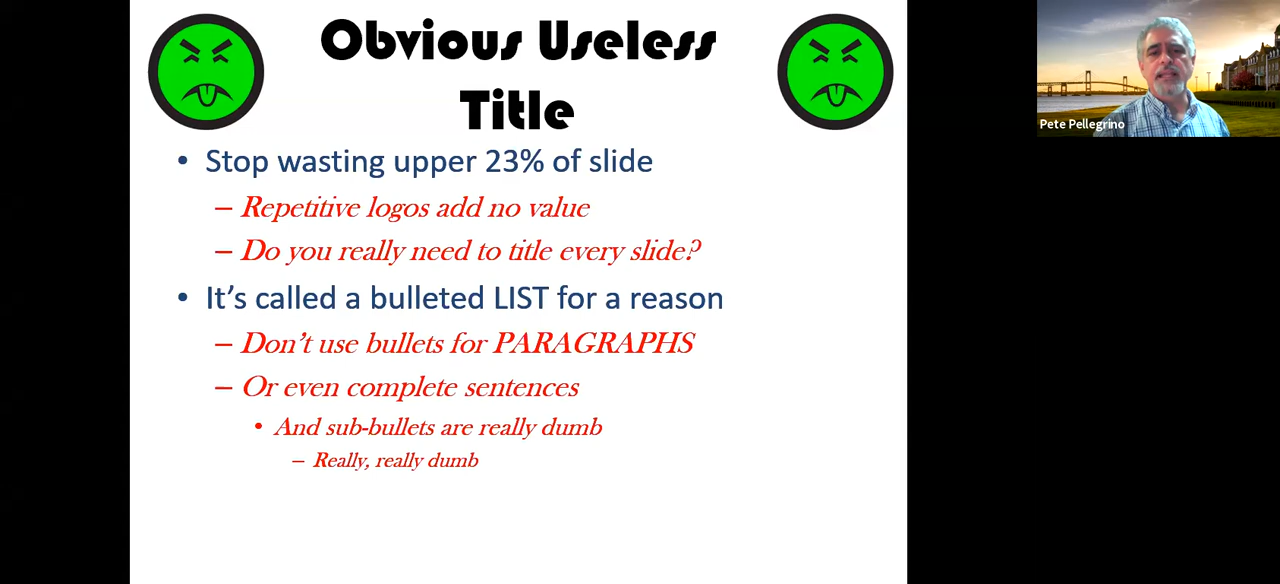 Obvious Useless
Title
• Stop wasting upper 23% of slide
– Repetitive logos add no value
– Do you really need to title every slide?
• It's called a bulleted LIST for a reason
– Don't use bullets for PARAGRAPHS
– Or even complete sentences
• And sub-bullets are really dumb
– Really, really dumb
Pete Pellegrino